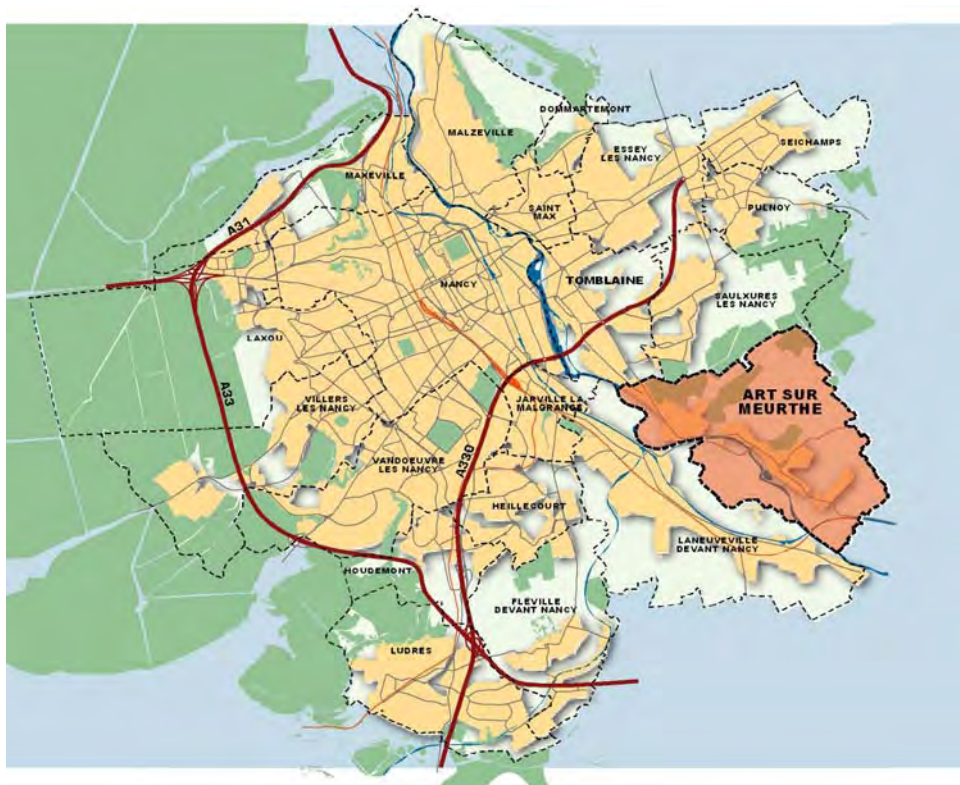 DOMMARTEMONT
MALZEVILLE
ESSEY
LES NANCY
SEICHAMPS
MAXEVILLE
SAINT
MAX
PULNOY
A31
TOMBLAINE
NANCY
SAULXURES
LES NANCY
LAXOU
A33
VILLERS
LES NANCY
JARVILLE LA
MALGRANGE
ART SUR
MEURTHE
VANDOEUVRE
LES NANCY
A330
HEILLECOURT
LANEUVEVILLE
DEVANT NANCY
HOUDEMONT
FLEVILLE
DEVANT NANCY
LUDRES